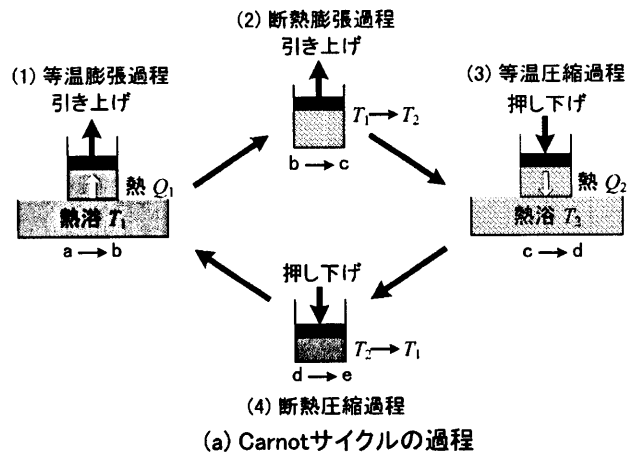 (2) 断熱膨張過程
引き上げ
(1) 等温膨張過程
引き上げ
T₁→T₂
b→c
(3) 等温圧縮過程
押し下げ
熱 Q₁
熱浴 T₁
a→b
熱 Q₂
熱浴 T₃
c→d
押し下げ
T₂→T₁
d→e
(4) 断熱圧縮過程
(a) Carnotサイクルの過程